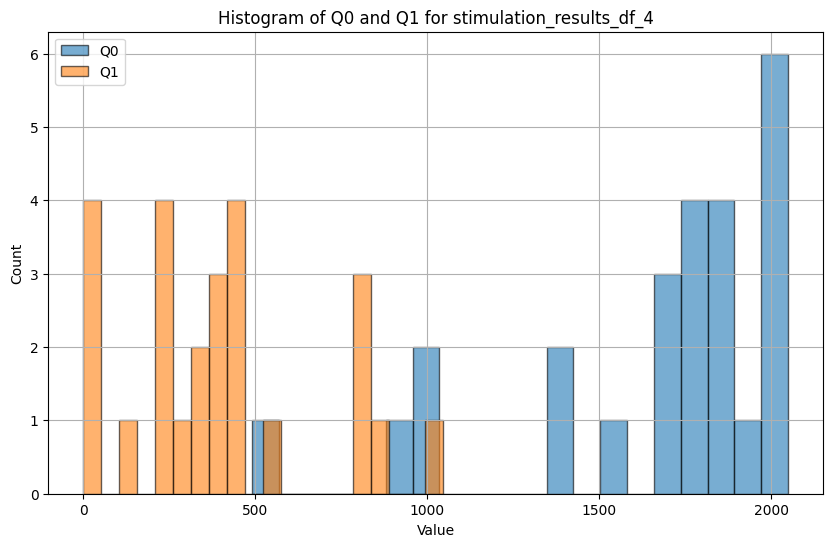 Histogram of Q0 and Q1 for stimulation_results_df_4
Q0
Q1
6
5
4
3
2
1
0
Count
0 500 1000 1500 2000
Value